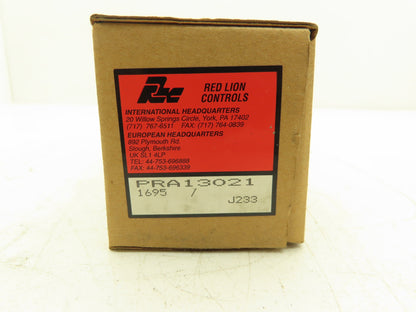 RED LION
CONTROLS
INTERNATIONAL HEADQUARTERS
20 Willow Springs Circle, York, PA 17402
(717) 767-6511 FAX: (717) 764-0839
EUROPEAN HEADQUARTERS
892 Plymouth Rd.
Slough, Berkshire
UK SL1 4LP
TEL: 44-753-696888
FAX: 44-753-696339
PRA13021
1695 /
J233